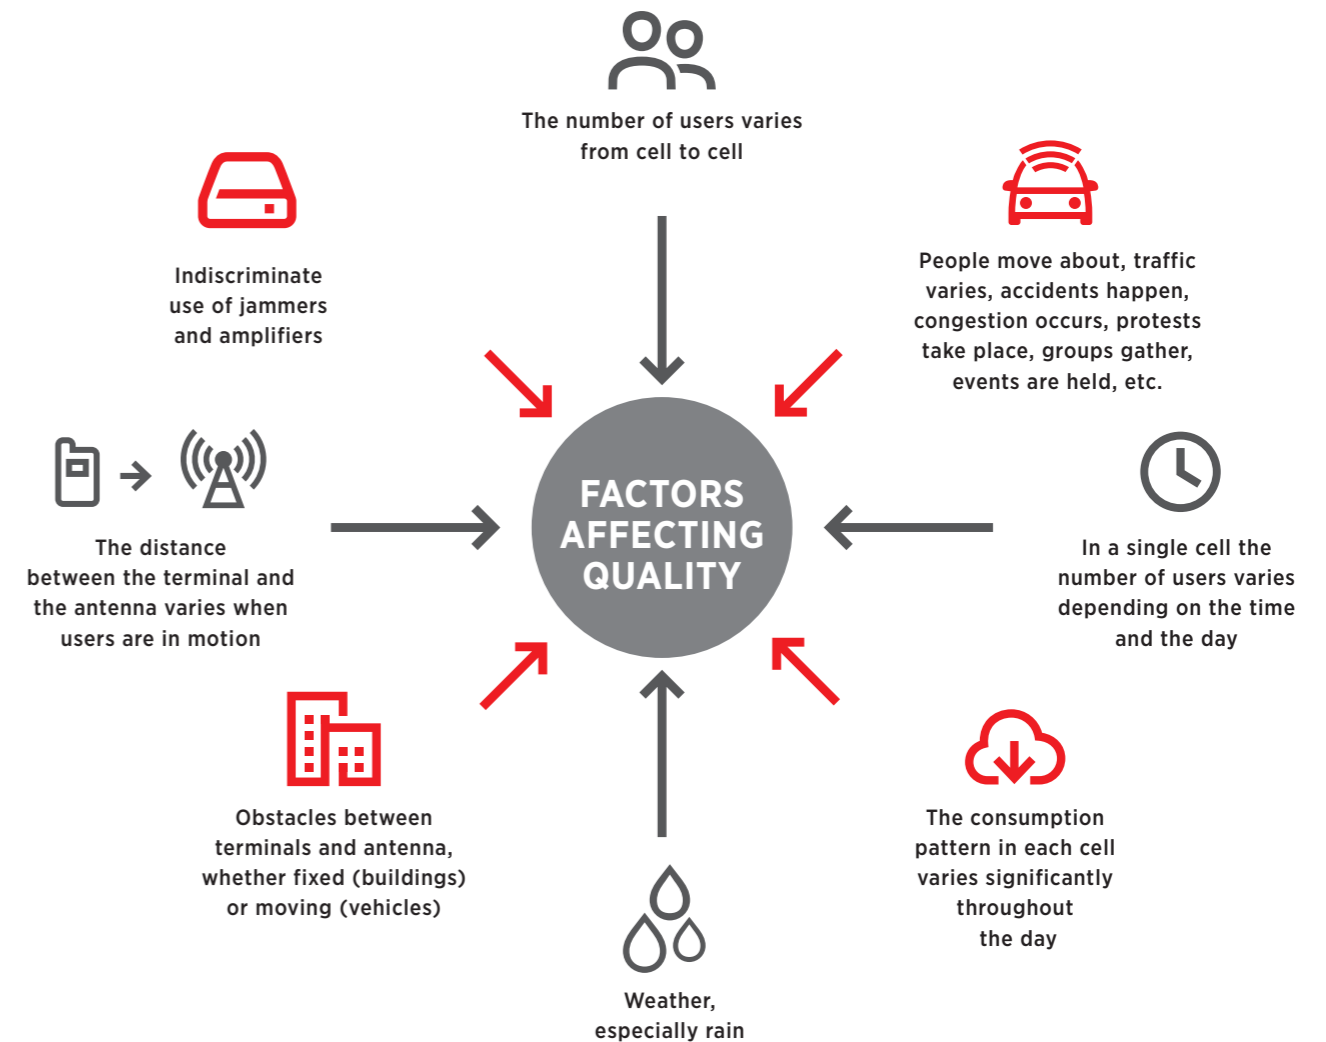 The number of users varies
from cell to cell
Indiscriminate
use of jammers
and amplifiers
People move about, traffic
varies, accidents happen,
congestion occurs, protests
take place, groups gather,
events are held, etc.
FACTORS
AFFECTING
QUALITY
The distance
between the terminal and
the antenna varies when
users are in motion
In a single cell the
number of users varies
depending on the time
and the day
Obstacles between
terminals and antenna,
whether fixed (buildings)
or moving (vehicles)
The consumption
pattern in each cell
varies significantly
throughout
the day
Weather,
especially rain